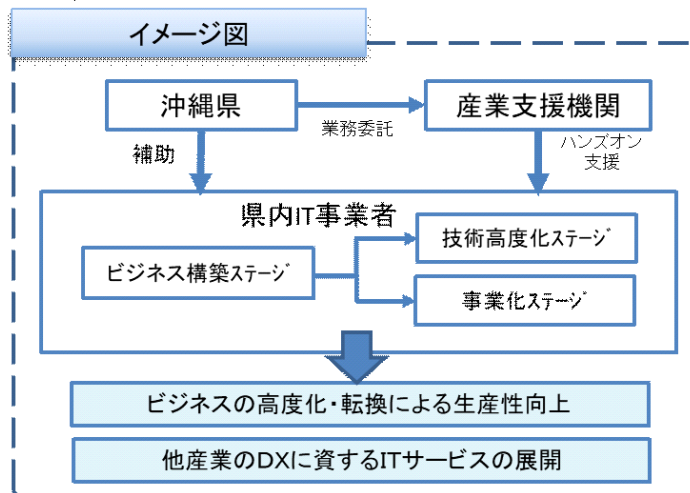 イメージ図
沖縄県
産業支援機関
業務委託
補助
ハンズオン
支援
県内IT事業者
ビジネス構築ステージ
技術高度化ステージ
事業化ステージ
ビジネスの高度化・転換による生産性向上
他産業のDXに資するITサービスの展開